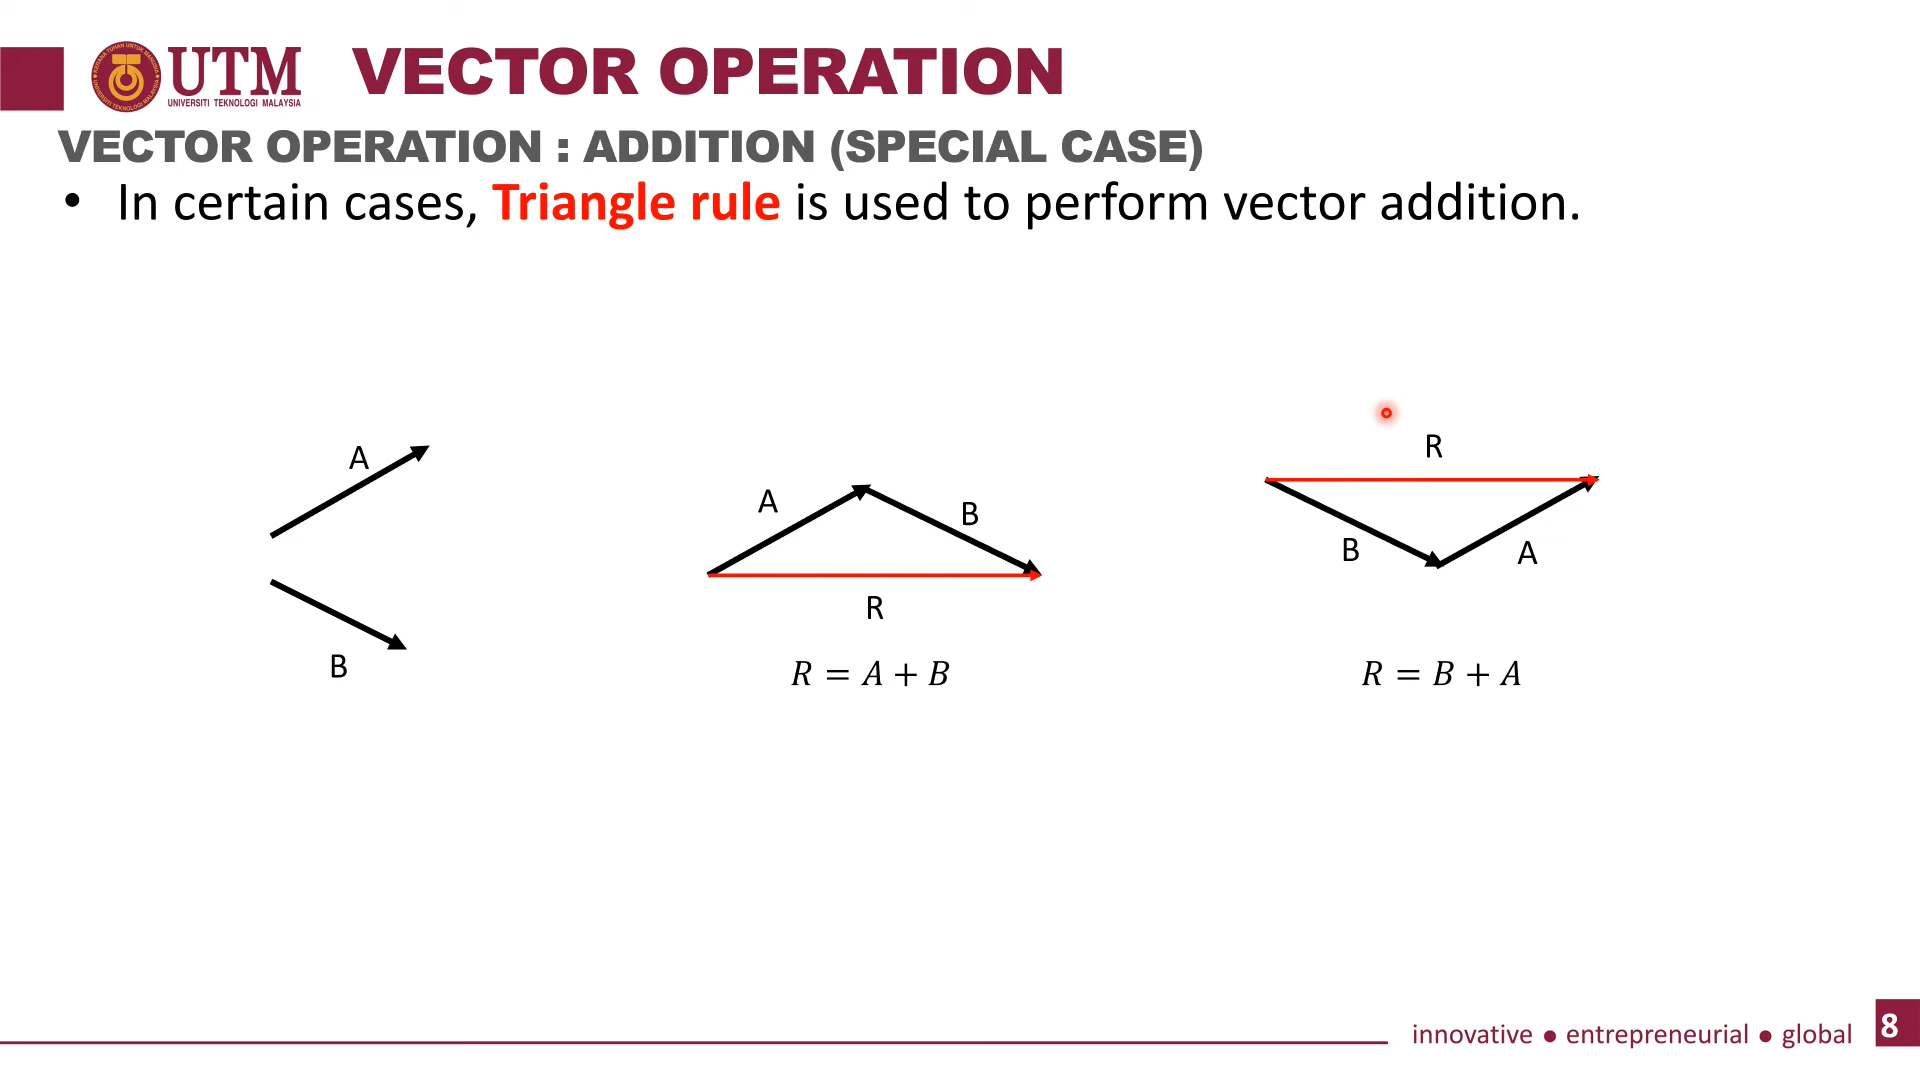 UTM
UNIVERSITI TEKNOLOGI MALAYSIA
VECTOR OPERATION
VECTOR OPERATION : ADDITION (SPECIAL CASE)
• In certain cases, Triangle rule is used to perform vector addition.
A
B
A
B
R
R = A + B
R
B
A
R = B + A
innovative ● entrepreneurial ● global
8